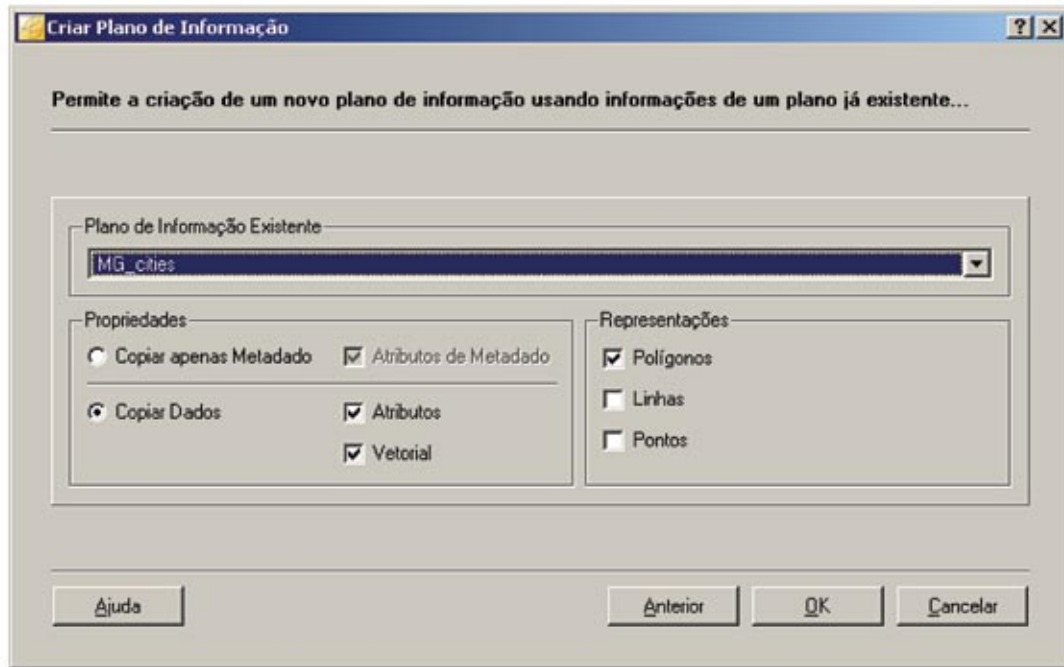 Criar Plano de Informação
Permite a criação de um novo plano de informação usando informações de um plano já existente...
Plano de Informação Existente
MG_cities
Propriedades
Copiar apenas Metadado
Atributos de Metadado
Copiar Dados
Atributos
Vetorial
Representações
Polígonos
Linhas
Pontos
Ajuda
Anterior
OK
Cancelar